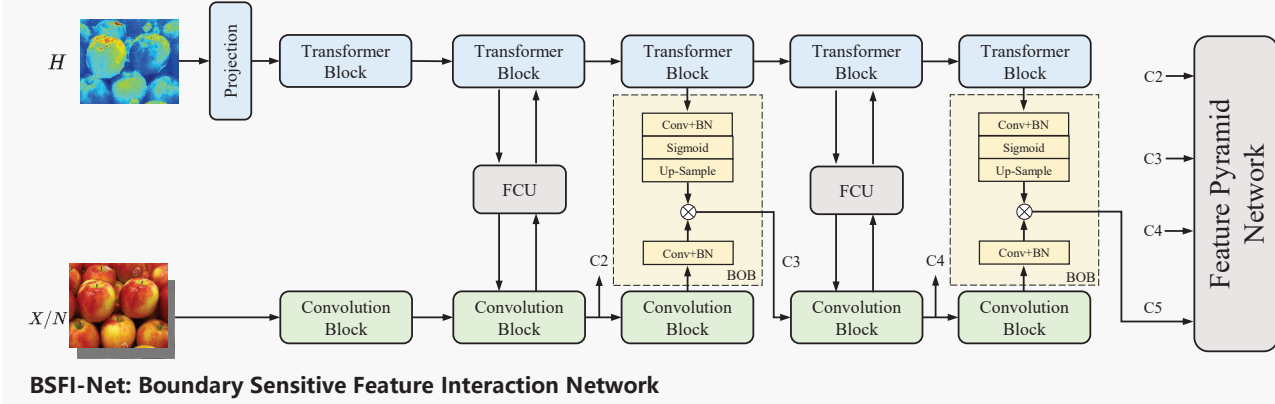 H
Projection
Transformer
Block
Transformer
Block
Transformer
Block
Transformer
Block
Transformer
Block
FCU
Conv+BN
Sigmoid
Up-Sample
Conv+BN
BOB
FCU
Conv+BN
Sigmoid
Up-Sample
Conv+BN
BOB
C2
C3
C4
X/N
Convolution
Block
Convolution
Block
Convolution
Block
Convolution
Block
Convolution
Block
C2
C3
C4
C5
Feature Pyramid
Network
BSFI-Net: Boundary Sensitive Feature Interaction Network